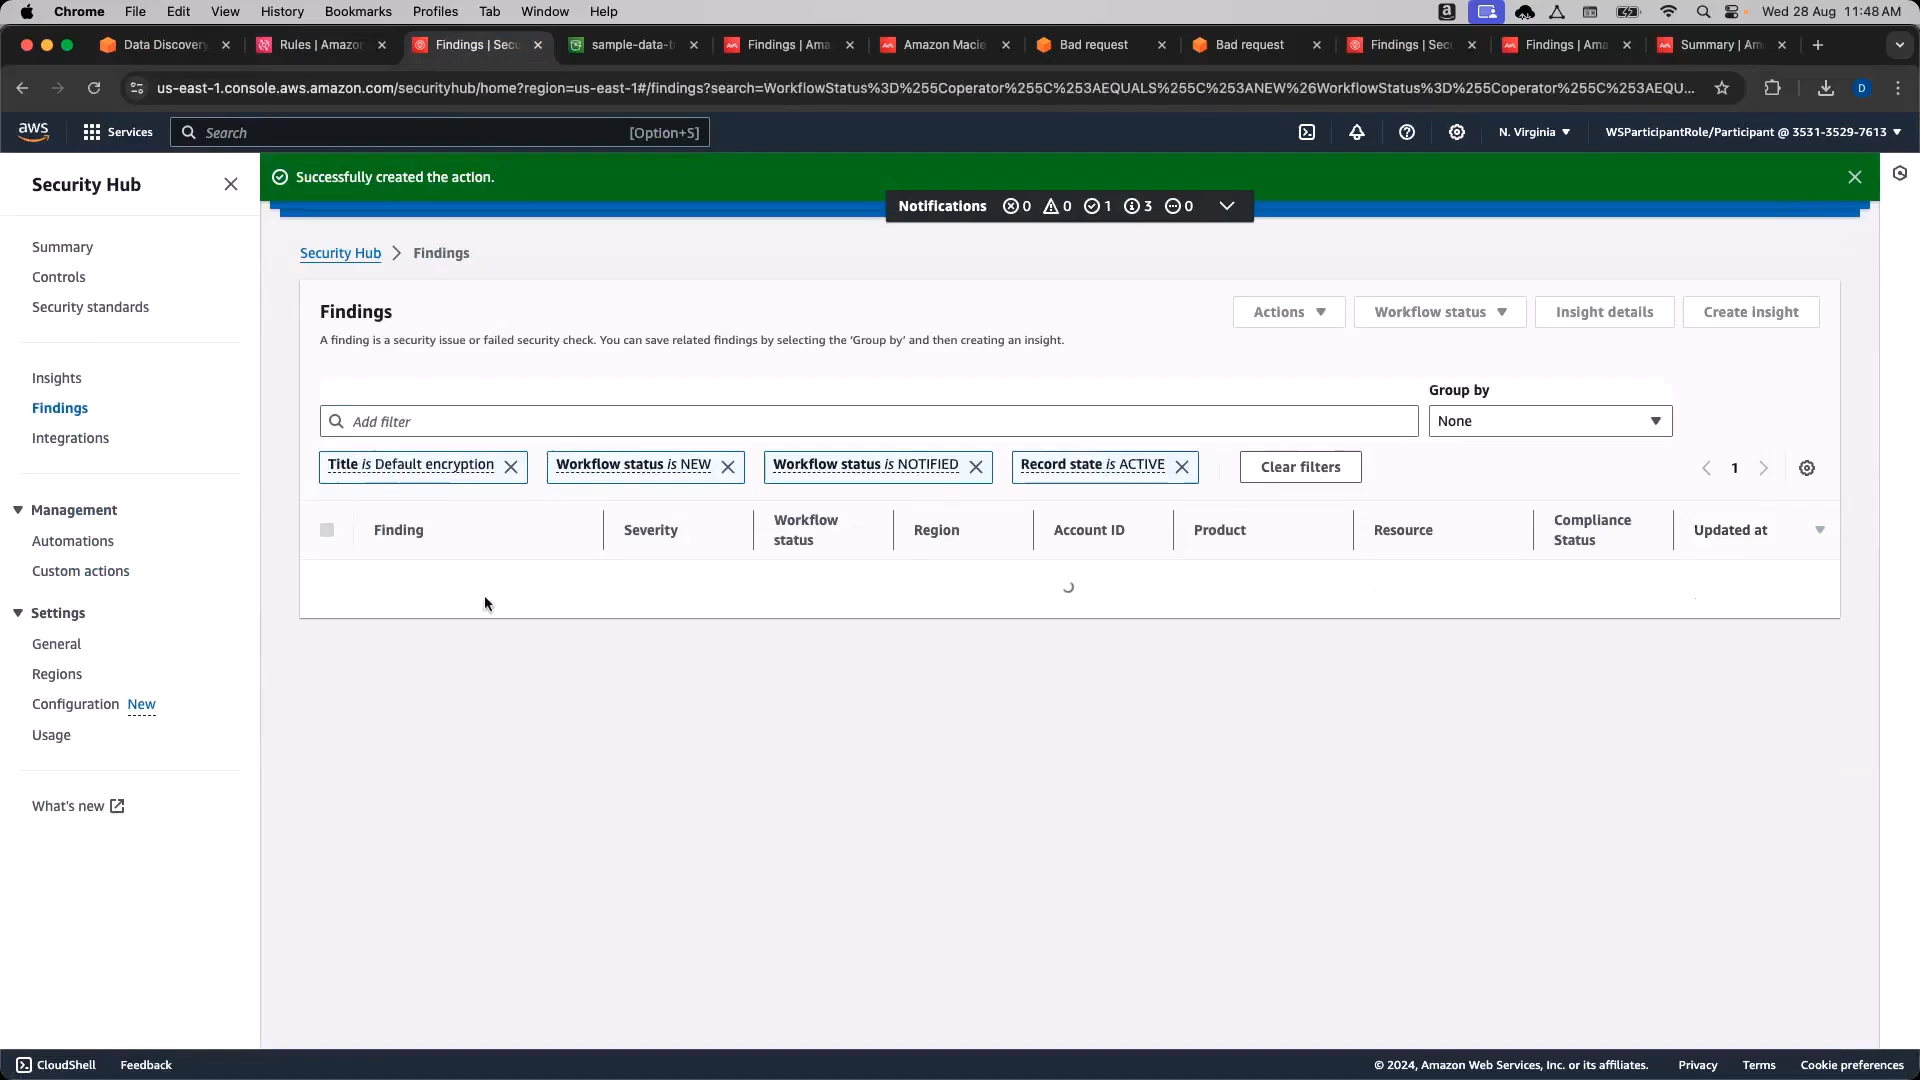 Chrome File Edit View History Bookmarks Profiles Tab Window Help
Wed 28 Aug 11:48 AM
Data Discovery
Rules | Amazon
Findings | Secu
sample-data-b
Findings | Ama
Amazon Macie
Bad request
Bad request
Findings | Sec
Findings | Ama
Summary | Am
us-east-1.console.aws.amazon.com/securityhub/home?region=us-east-1#/findings?search=WorkflowStatus%3D%255Coperator%255C%253AEQUALS%255C%253ANEW%26WorkflowStatus%3D%255Coperator%255C%253AEQU...
D
aws
Services
Search
[Option+S]
N. Virginia
WSParticipantRole/Participant @ 3531-3529-7613
Security Hub
Summary
Controls
Security standards
Insights
Findings
Integrations
Management
Automations
Custom actions
Settings
General
Regions
Configuration New
Usage
What's new
Successfully created the action.
Notifications 0 0 1 3 0
Security Hub > Findings
Findings
Actions
Workflow status
Insight details
Create insight
A finding is a security issue or failed security check. You can save related findings by selecting the 'Group by' and then creating an insight.
Group by
Add filter
None
Title is Default encryption
Workflow status is NEW
Workflow status is NOTIFIED
Record state is ACTIVE
Clear filters
1
Finding
Severity
Workflow status
Region
Account ID
Product
Resource
Compliance Status
Updated at
CloudShell
Feedback
© 2024, Amazon Web Services, Inc. or its affiliates.
Privacy
Terms
Cookie preferences